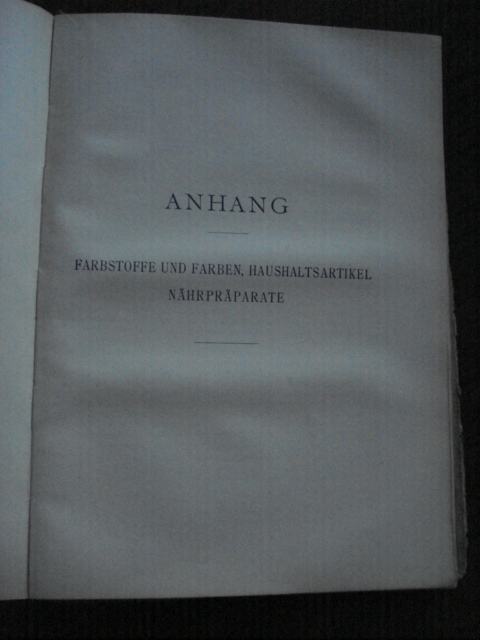 ANHANG
FARBSTOFFE UND FARBEN, HAUSHALTSARTIKEL
NÄHRPRÄPARATE